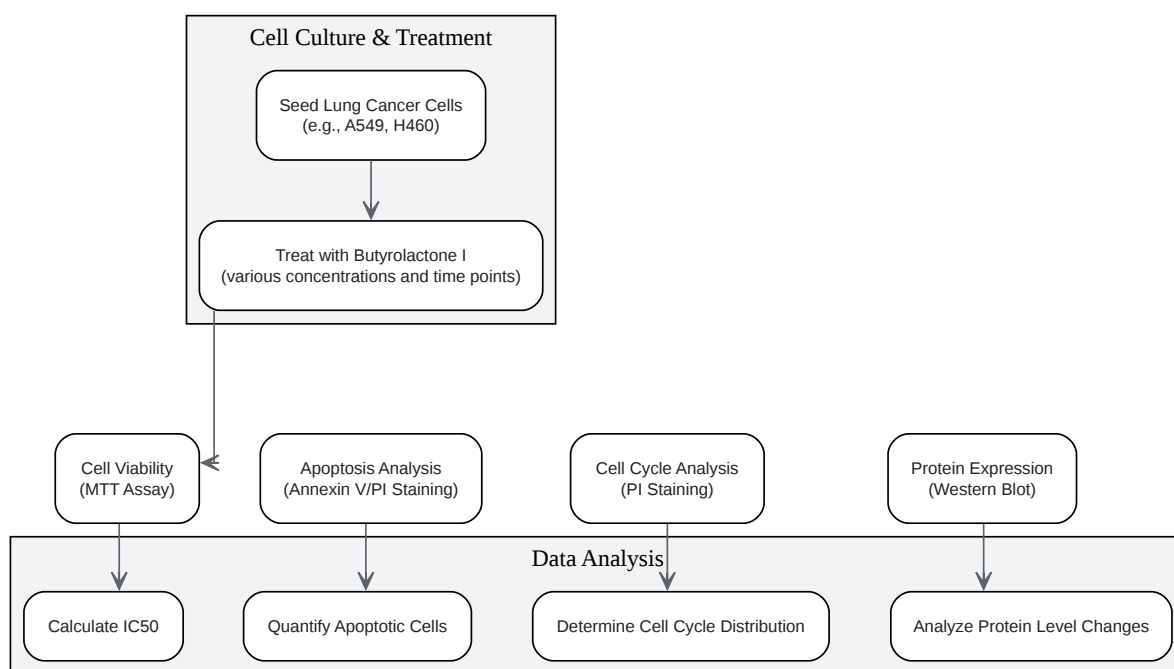 Cell Culture & Treatment
Seed Lung Cancer Cells
(e.g., A549, H460)
Treat with Butyrolactone I
(various concentrations and time points)
Cell Viability
(MTT Assay)
Apoptosis Analysis
(Annexin V/PI Staining)
Cell Cycle Analysis
(PI Staining)
Protein Expression
(Western Blot)
Data Analysis
Calculate IC50
Quantify Apoptotic Cells
Determine Cell Cycle Distribution
Analyze Protein Level Changes